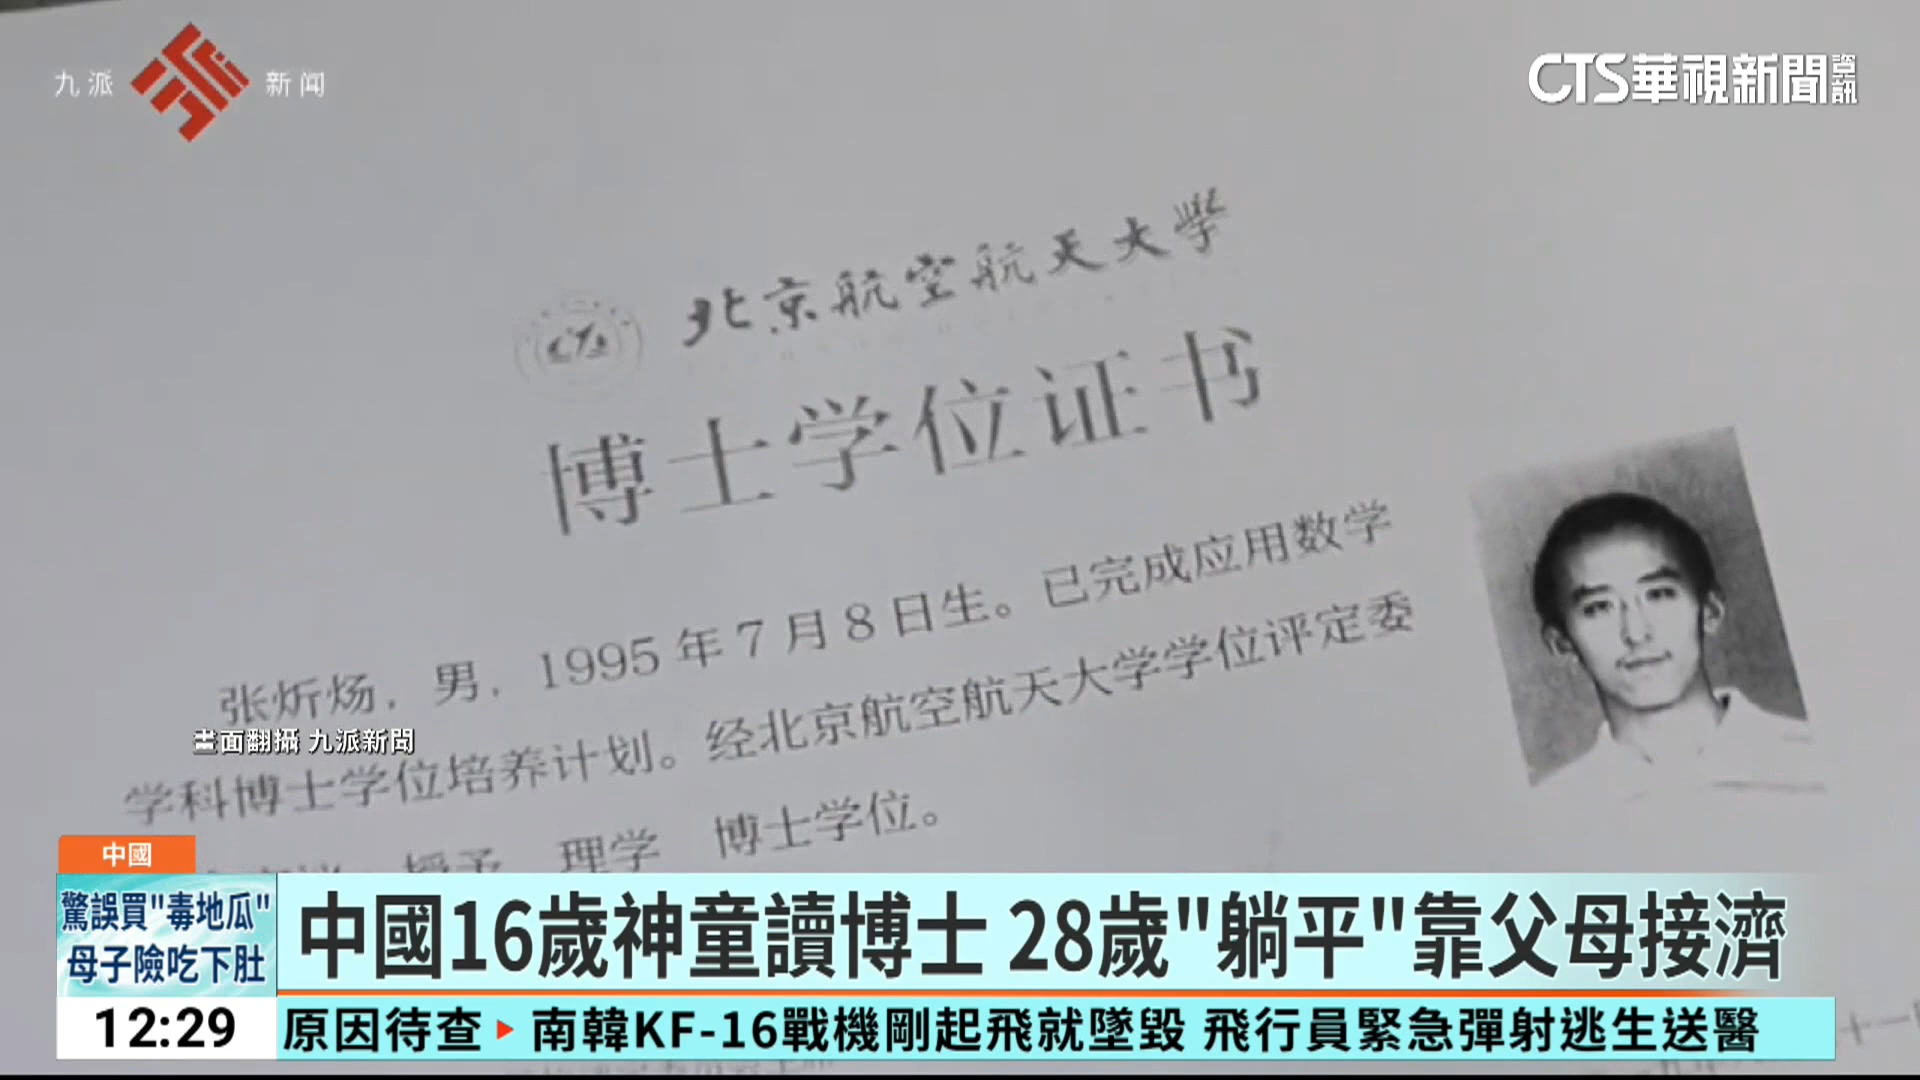 九派 新闻
CTS華視新聞資訊
北京航空航天大学
博士学位证书
张炘炀，男，1995年7月8日生。已完成应用数学
学科博士学位培养计划。经北京航空航天大学学位评定委
授予 理学 博士学位。
畫面翻攝 九派新聞
中國
驚誤買"毒地瓜"
母子險吃下肚
中國16歲神童讀博士 28歲"躺平"靠父母接濟
12:29
原因待查▶南韓KF-16戰機剛起飛就墜毀 飛行員緊急彈射逃生送醫